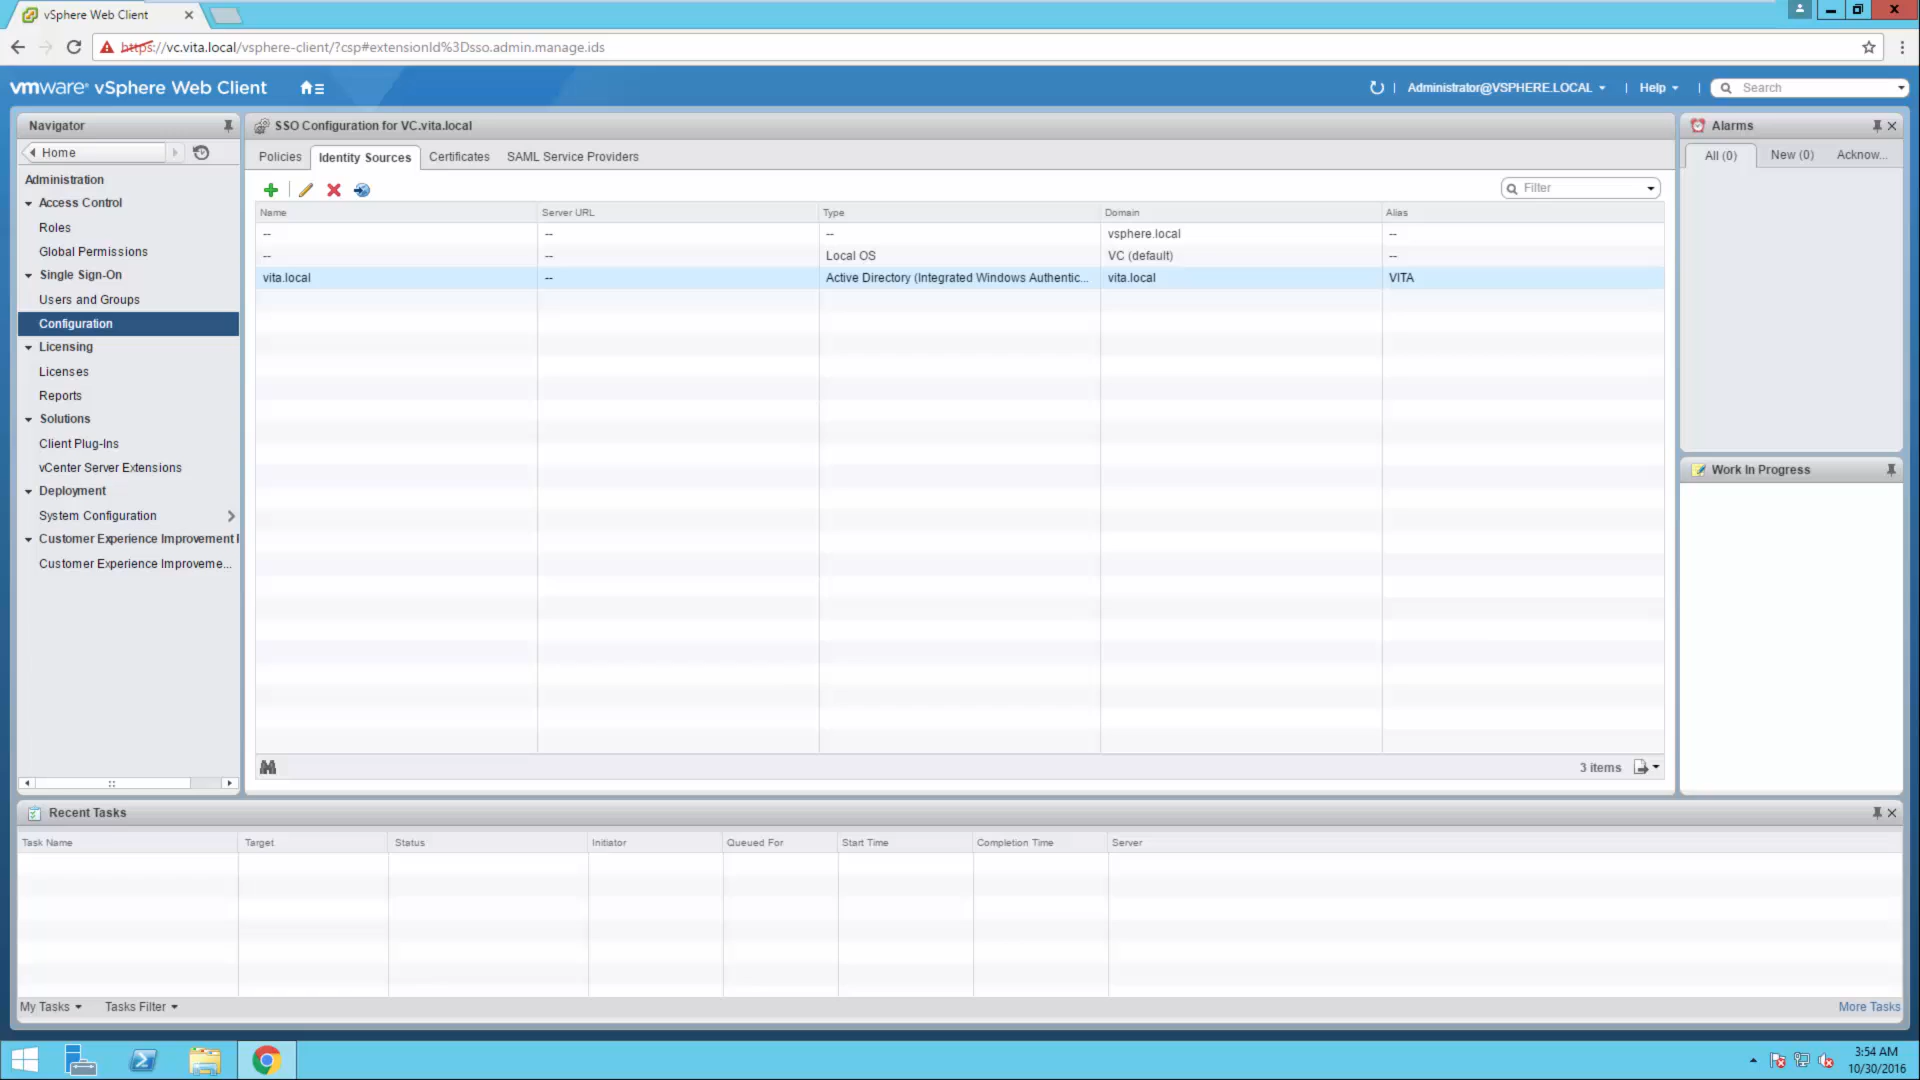 vSphere Web Client
https://vc.vita.local/vsphere-client/?csp#extensionId%3Dsso.admin.manage.ids
vmware® vSphere Web Client
Administrator@VSPHERE.LOCAL
Help
Search
Navigator
Home
Administration
Access Control
Roles
Global Permissions
Single Sign-On
Users and Groups
Configuration
Licensing
Licenses
Reports
Solutions
Client Plug-Ins
vCenter Server Extensions
Deployment
System Configuration
Customer Experience Improvement
Customer Experience Improveme...
SSO Configuration for VC.vita.local
Policies Identity Sources Certificates SAML Service Providers
Filter
Name Server URL Type Domain Alias
-- -- -- vsphere.local --
-- -- Local OS VC (default) --
vita.local -- Active Directory (Integrated Windows Authentic... vita.local VITA
3 items
Alarms
All (0) New (0) Acknow...
Work In Progress
Recent Tasks
Task Name Target Status Initiator Queued For Start Time Completion Time Server
My Tasks Tasks Filter More Tasks
3:54 AM
10/30/2016